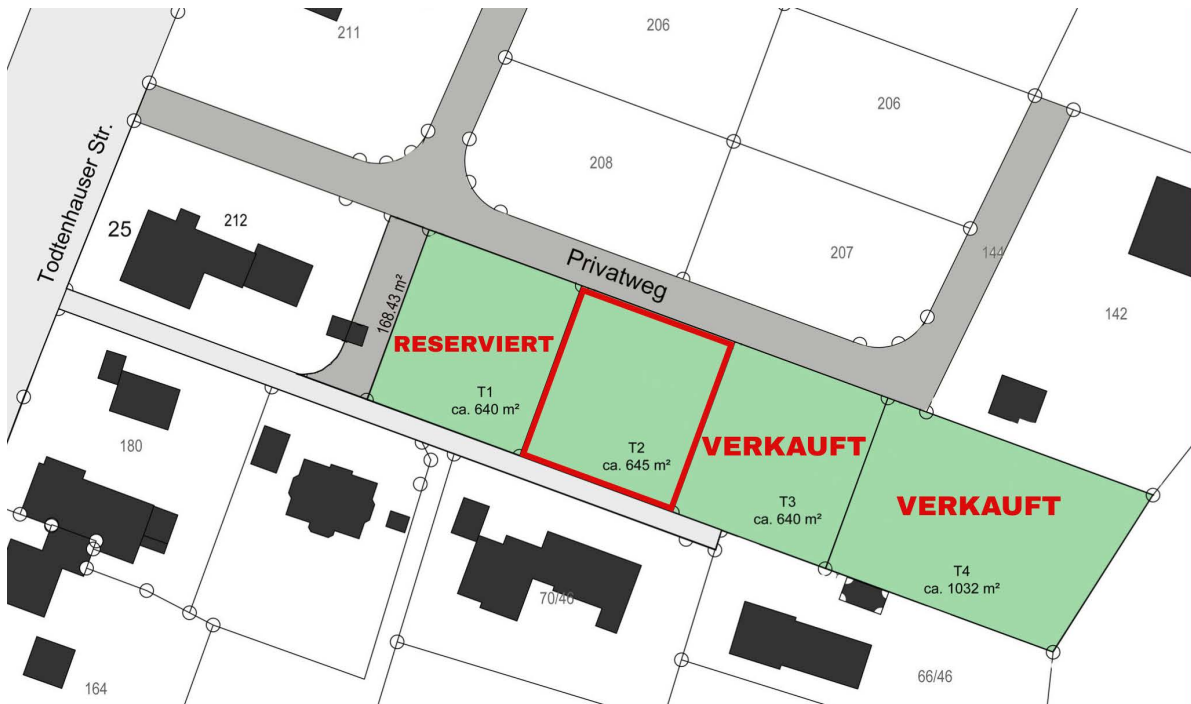 211
206
206
208
Todtenhauser Str.
25
212
207
144
Privatweg
168.43 m²
142
RESERVIERT
T1
ca. 640 m²
T2
ca. 645 m²
VERKAUFT
180
T3
ca. 640 m²
VERKAUFT
T4
ca. 1032 m²
70/46
66/46
164